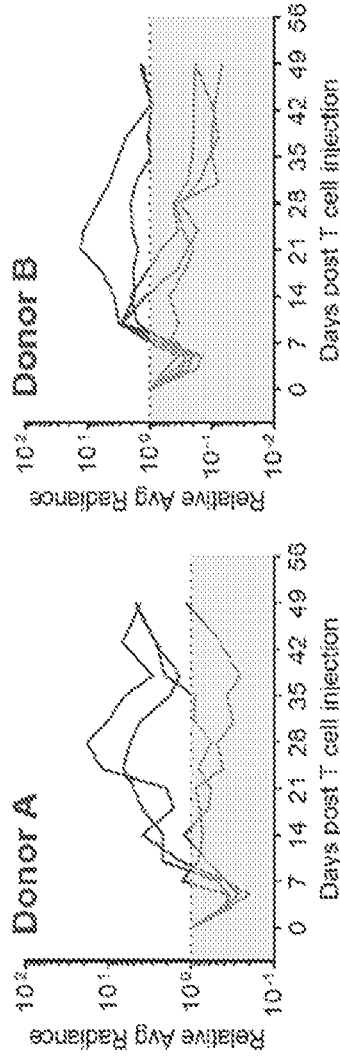 Donor A
Relative Avg Radiance
10²
10¹
10⁰
10⁻¹
0 7 14 21 28 35 42 49 56
Days post T cell injection
Donor B
Relative Avg Radiance
10²
10¹
10⁰
10⁻¹
10⁻²
0 7 14 21 28 35 42 49 56
Days post T cell injection